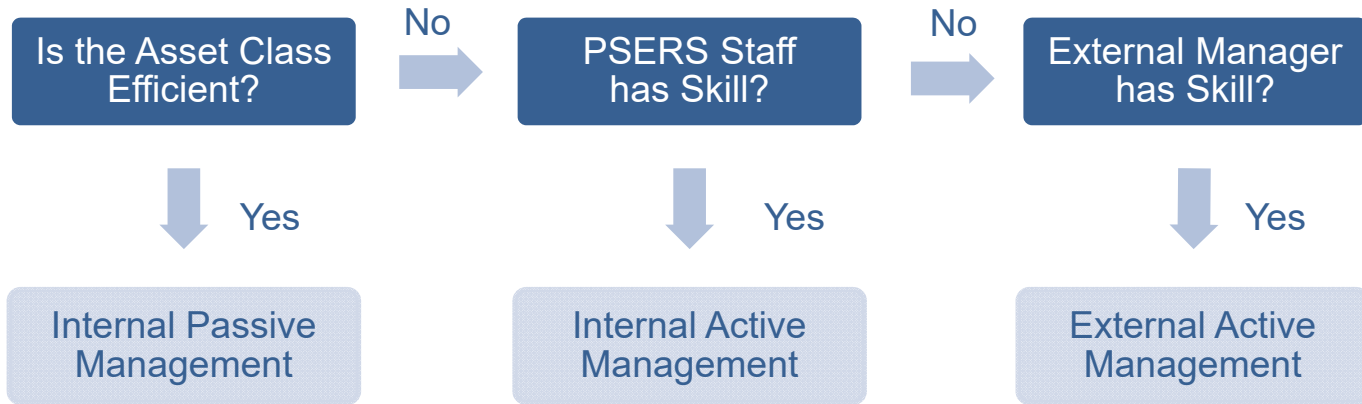 No
No
Is the Asset Class
Efficient?
PSERS Staff
has Skill?
External Manager
has Skill?
Yes
Yes
Yes
Internal Passive
Management
Internal Active
Management
External Active
Management